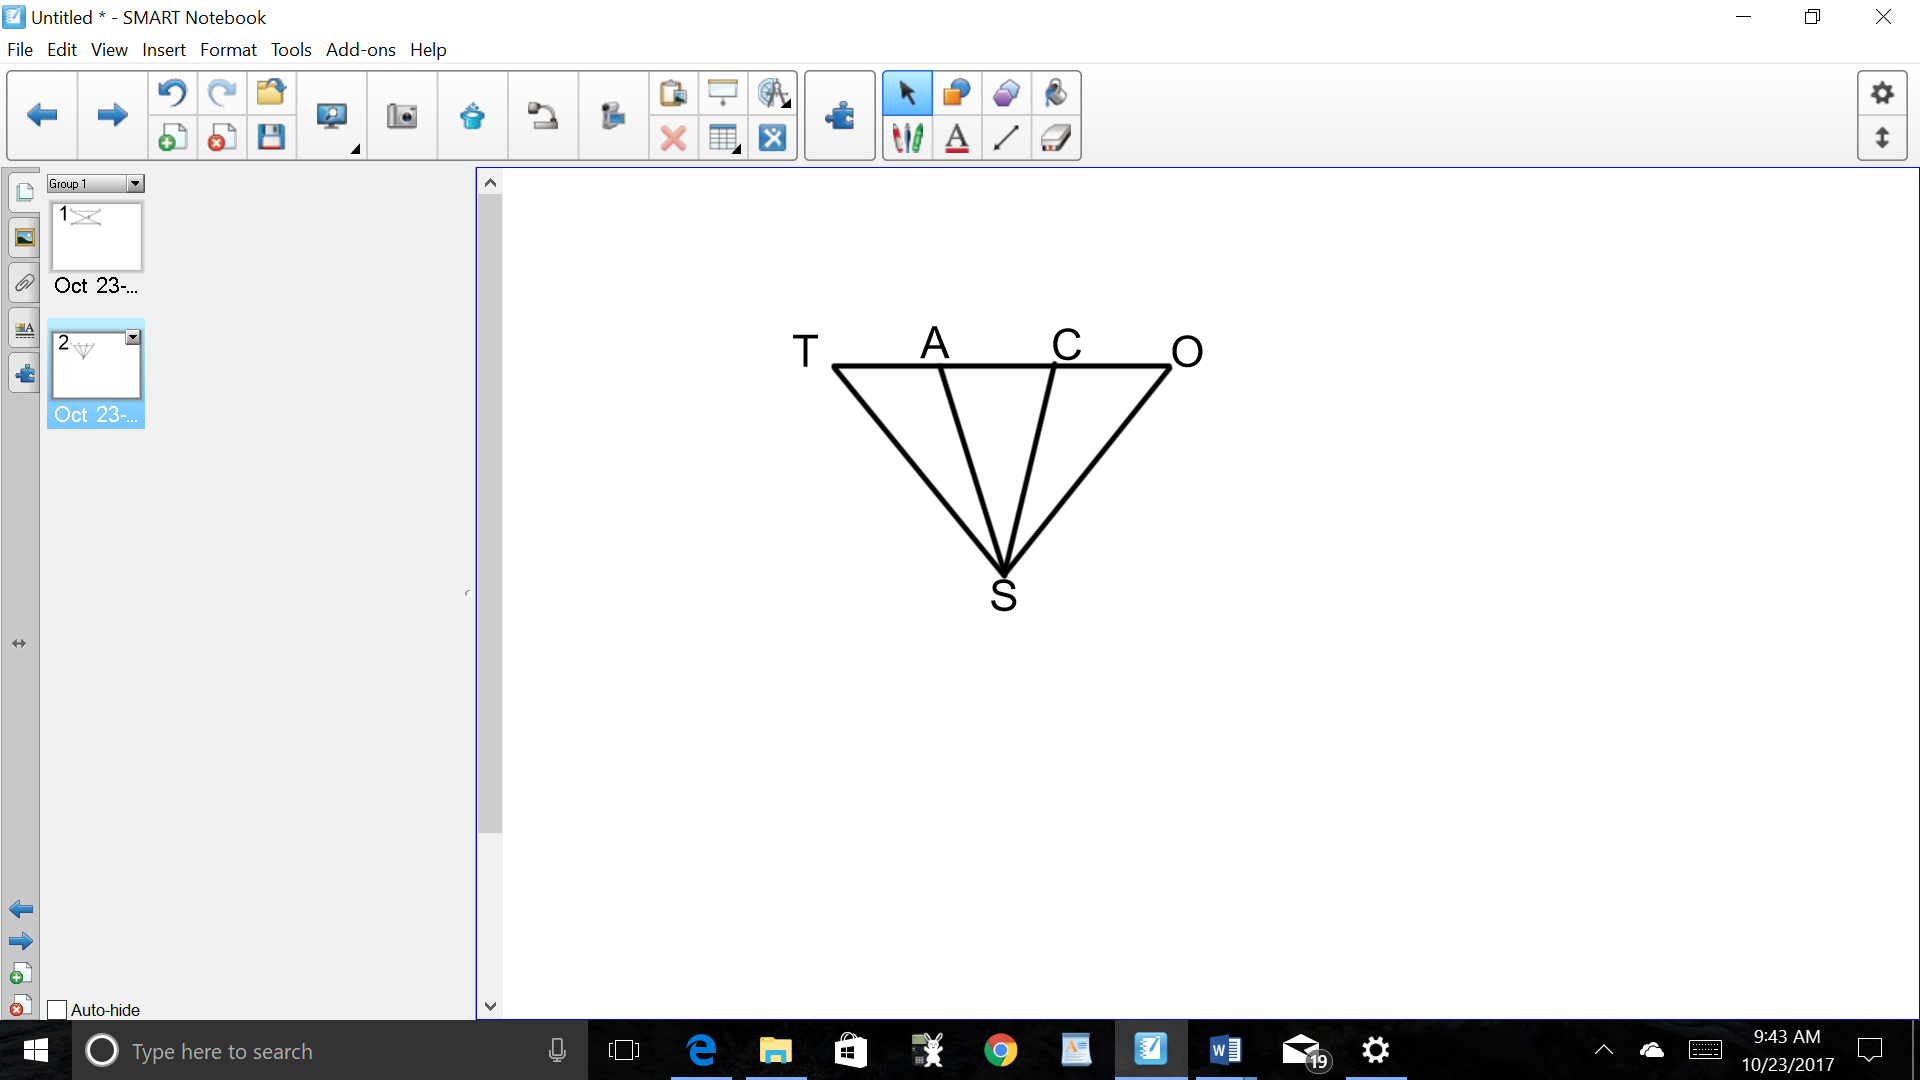 Untitled * - SMART Notebook
File Edit View Insert Format Tools Add-ons Help
Group 1
1
Oct 23-...
2
Oct 23-...
T A C O
S
Auto-hide
Type here to search
19
9:43 AM
10/23/2017